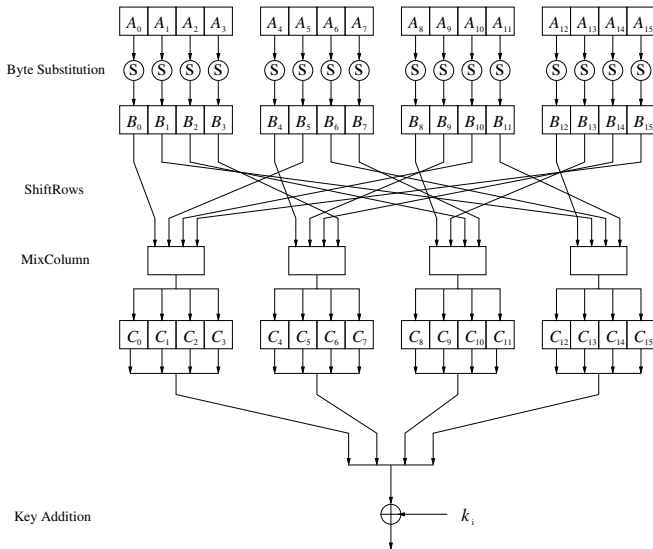 A₀ A₁ A₂ A₃ A₄ A₅ A₆ A₇ A₈ A₉ A₁₀ A₁₁ A₁₂ A₁₃ A₁₄ A₁₅
Byte Substitution S S S S S S S S S S S S S S S S
B₀ B₁ B₂ B₃ B₄ B₅ B₆ B₇ B₈ B₉ B₁₀ B₁₁ B₁₂ B₁₃ B₁₄ B₁₅
ShiftRows
MixColumn
C₀ C₁ C₂ C₃ C₄ C₅ C₆ C₇ C₈ C₉ C₁₀ C₁₁ C₁₂ C₁₃ C₁₄ C₁₅
Key Addition kᵢ